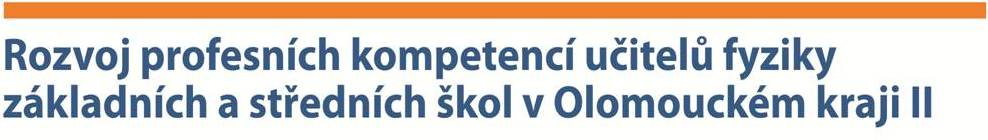 Rozvoj profesních kompetencí učitelů fyziky
základních a středních škol v Olomouckém kraji II